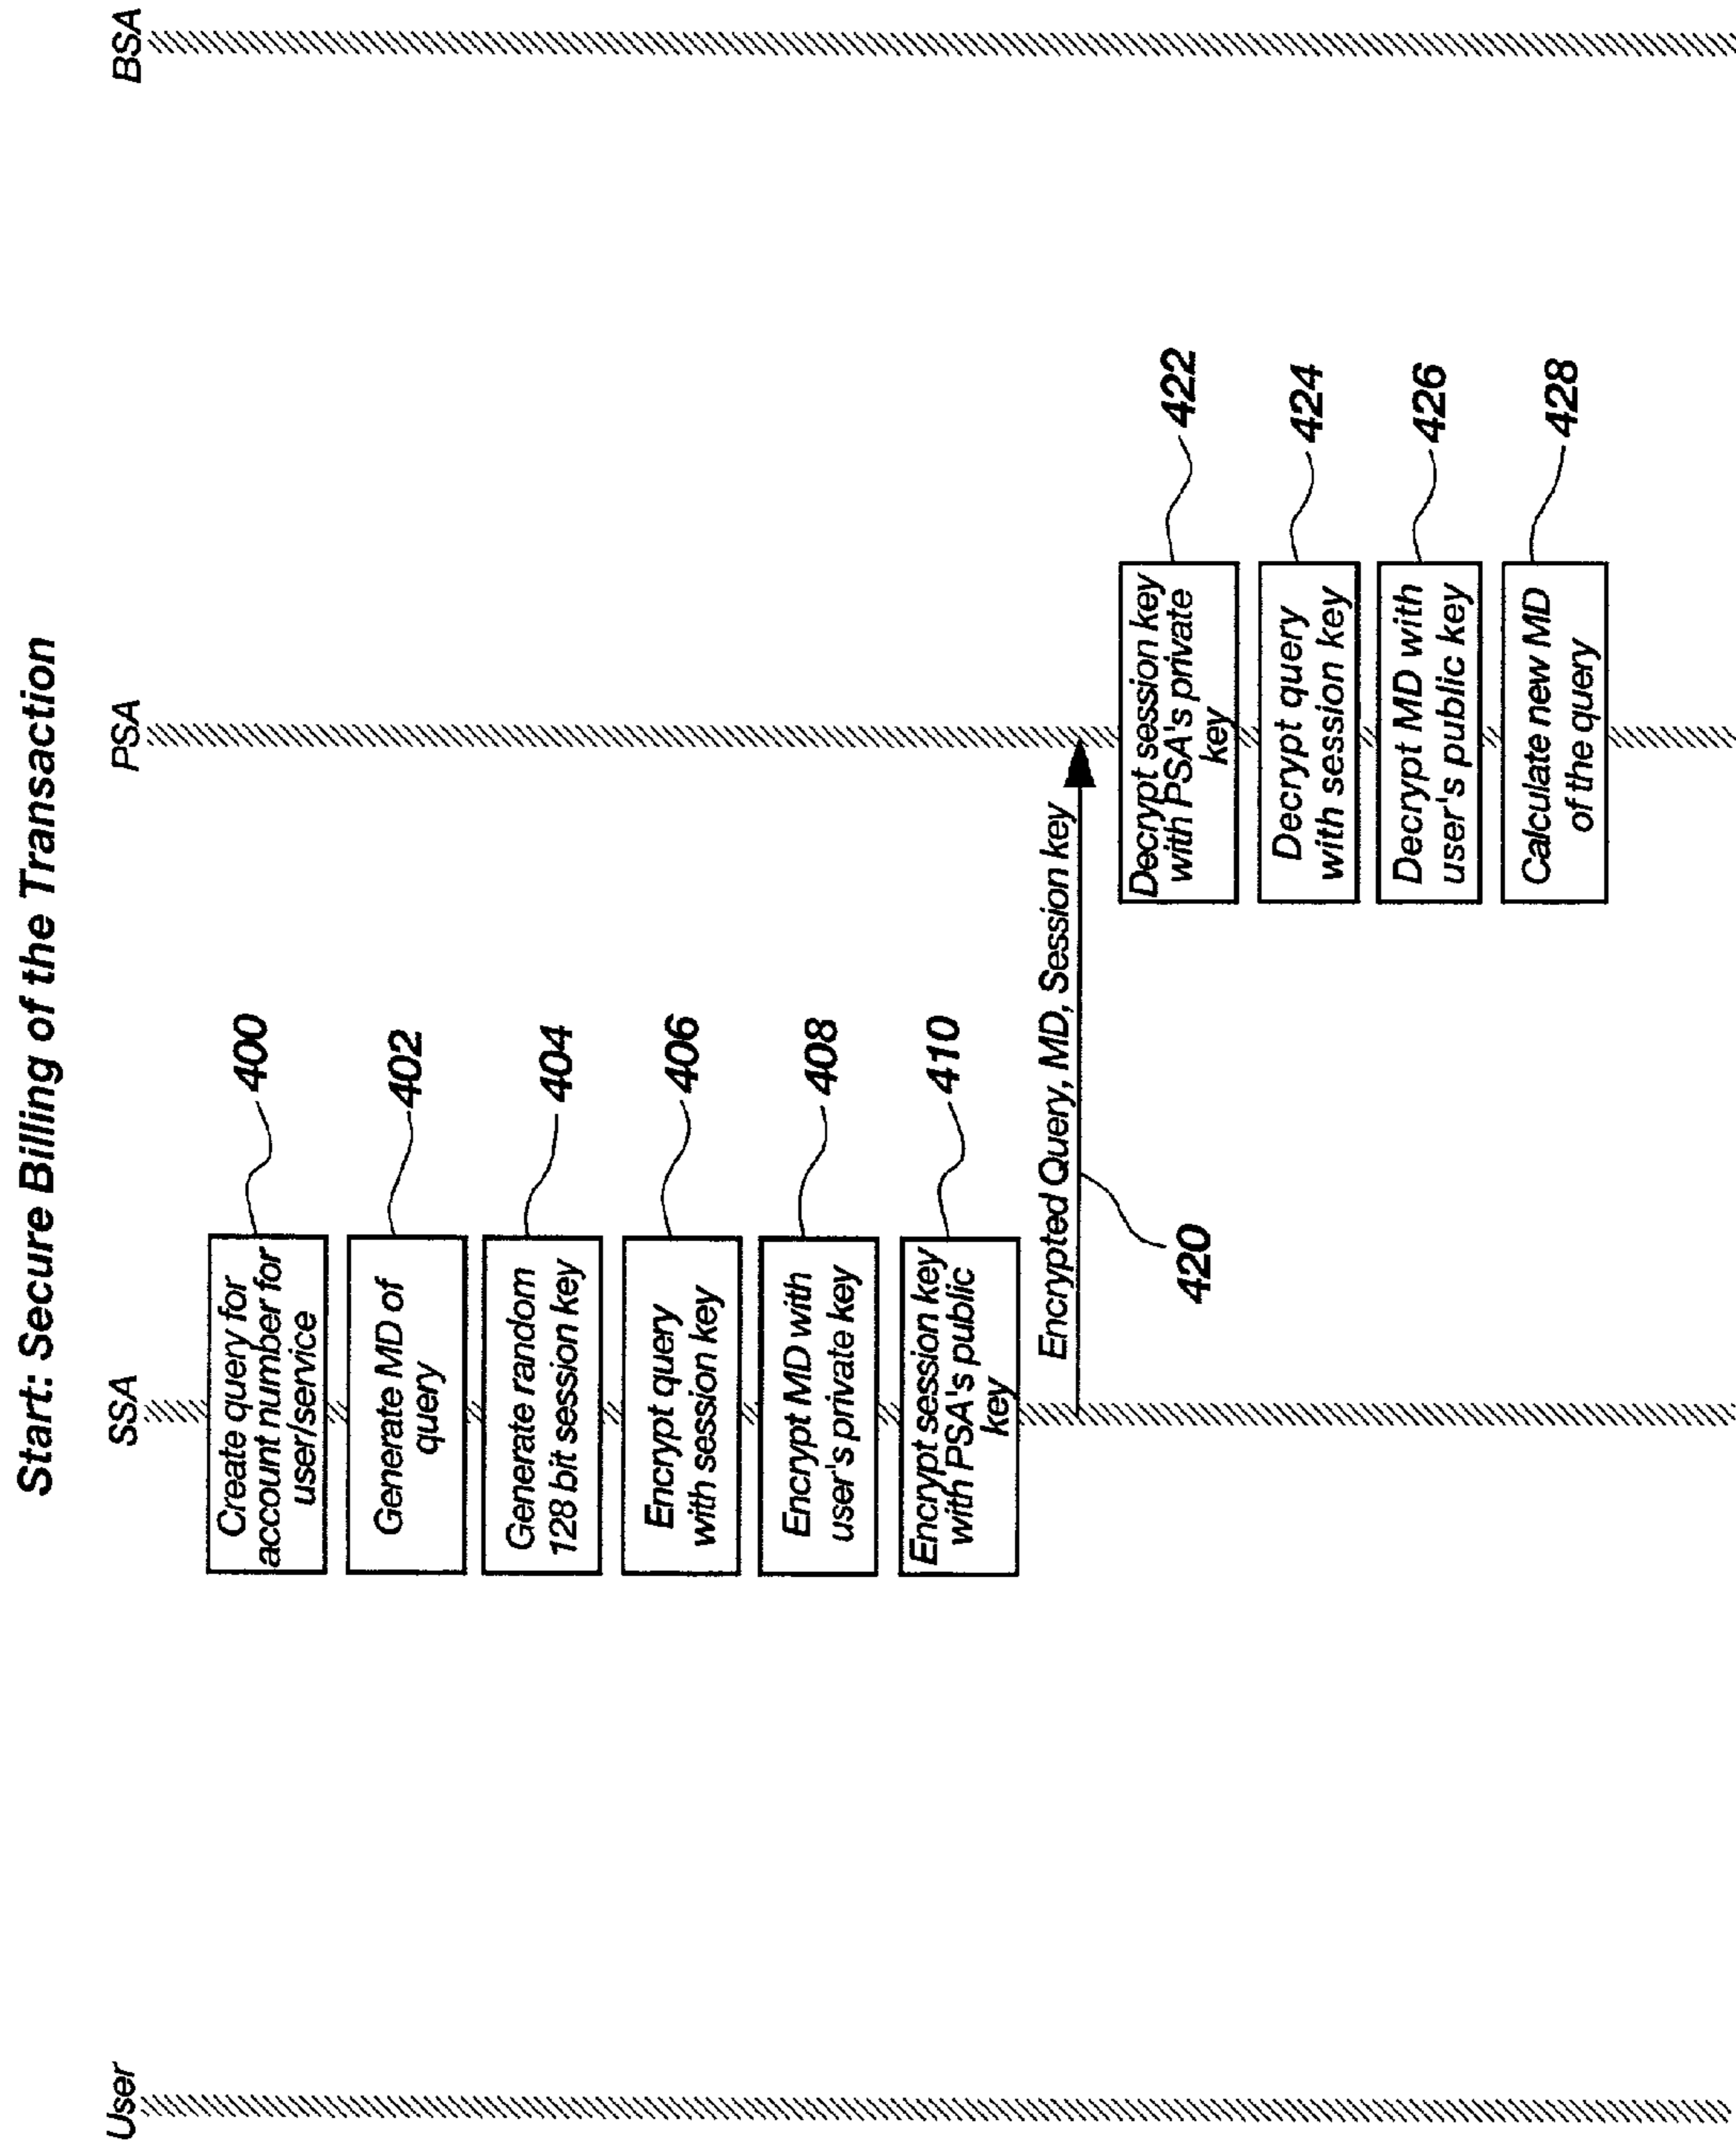 Start: Secure Billing of the Transaction
User
SSA
PSA
BSA
Create query for
account number for
user/service
400
Generate MD of
query
402
Generate random
128 bit session key
404
Encrypt query
with session key
406
Encrypt MD with
user's private key
408
Encrypt session key
with PSA's public
key
410
Encrypted Query, MD, Session key
420
Decrypt session key
with PSA's private
key
422
Decrypt query
with session key
424
Decrypt MD with
user's public key
426
Calculate new MD
of the query
428